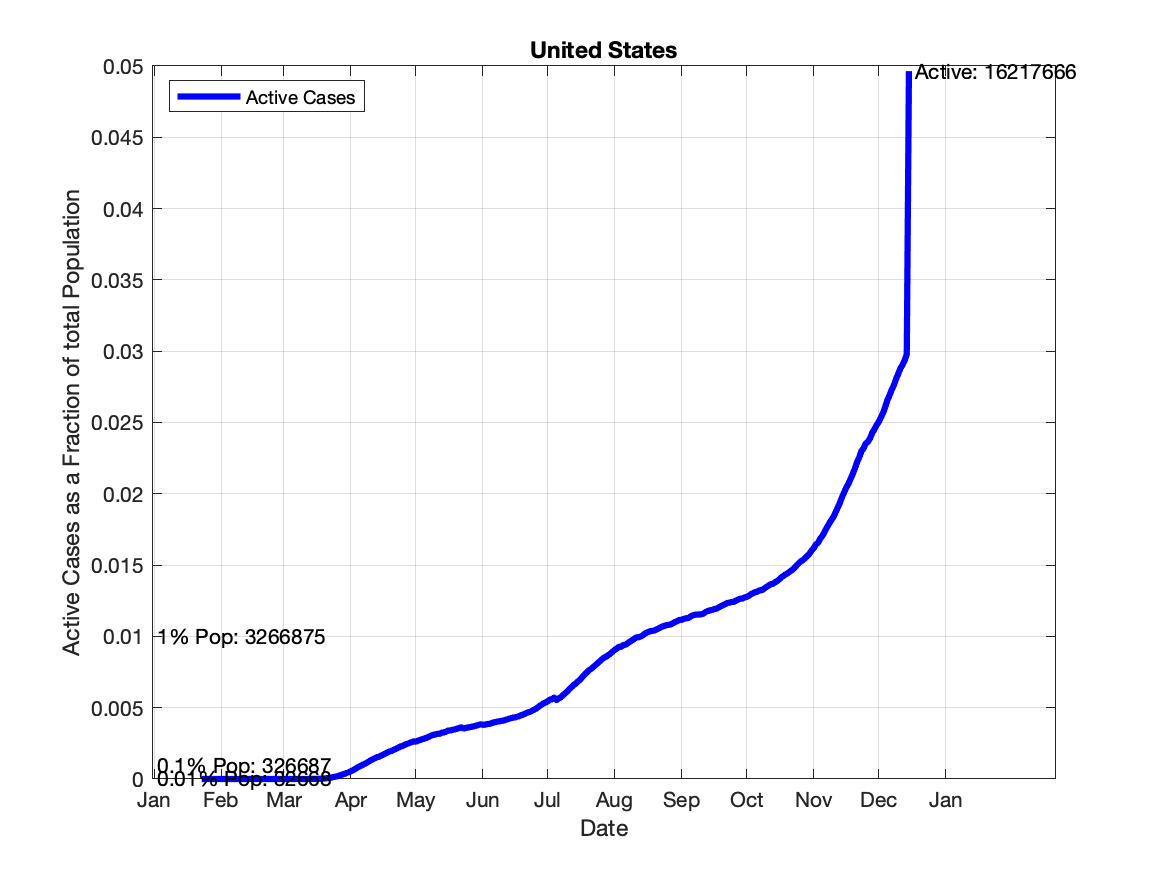 United States
Active Cases
Active: 16217666
Active Cases as a Fraction of total Population
0.05
0.045
0.04
0.035
0.03
0.025
0.02
0.015
0.01
0.005
0
1% Pop: 3266875
0.1% Pop: 326687
0.01% Pop: 32668
Jan Feb Mar Apr May Jun Jul Aug Sep Oct Nov Dec Jan
Date